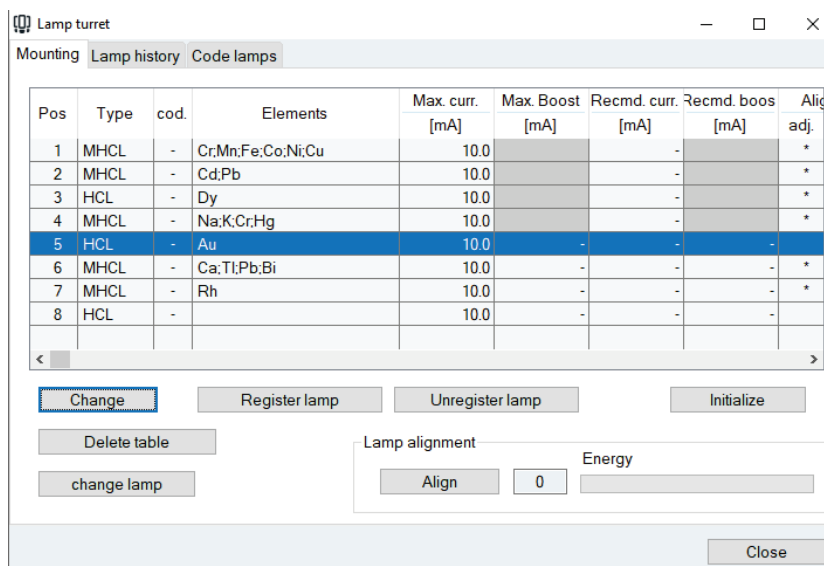 Lamp turret
Mounting Lamp history Code lamps
Pos Type cod. Elements Max. curr. [mA] Max. Boost [mA] Recmd. curr. [mA] Recmd. boos [mA] Alig adj.
1 MHCL - Cr;Mn;Fe;Co;Ni;Cu 10.0 - *
2 MHCL - Cd;Pb 10.0 - *
3 HCL - Dy 10.0 - *
4 MHCL - Na;K;Cr;Hg 10.0 - *
5 HCL - Au 10.0 - - -
6 MHCL - Ca;Tl;Pb;Bi 10.0 - - - *
7 MHCL - Rh 10.0 - - - *
8 HCL - 10.0 - - -
Change Register lamp Unregister lamp Initialize
Delete table
change lamp
Lamp alignment
Energy
Align 0
Close